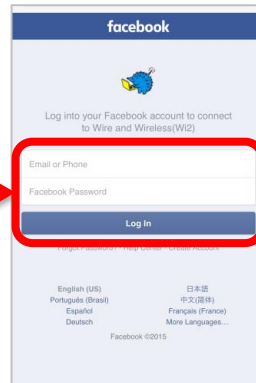 facebook
Log into your Facebook account to connect
to Wire and Wireless(Wi2)
Email or Phone
Facebook Password
Log In
Forgot Password? · Help Center · Create Account
English (US)
日本語
Português (Brasil)
中文(简体)
Español
Français (France)
Deutsch
More Languages…
Facebook ©2015